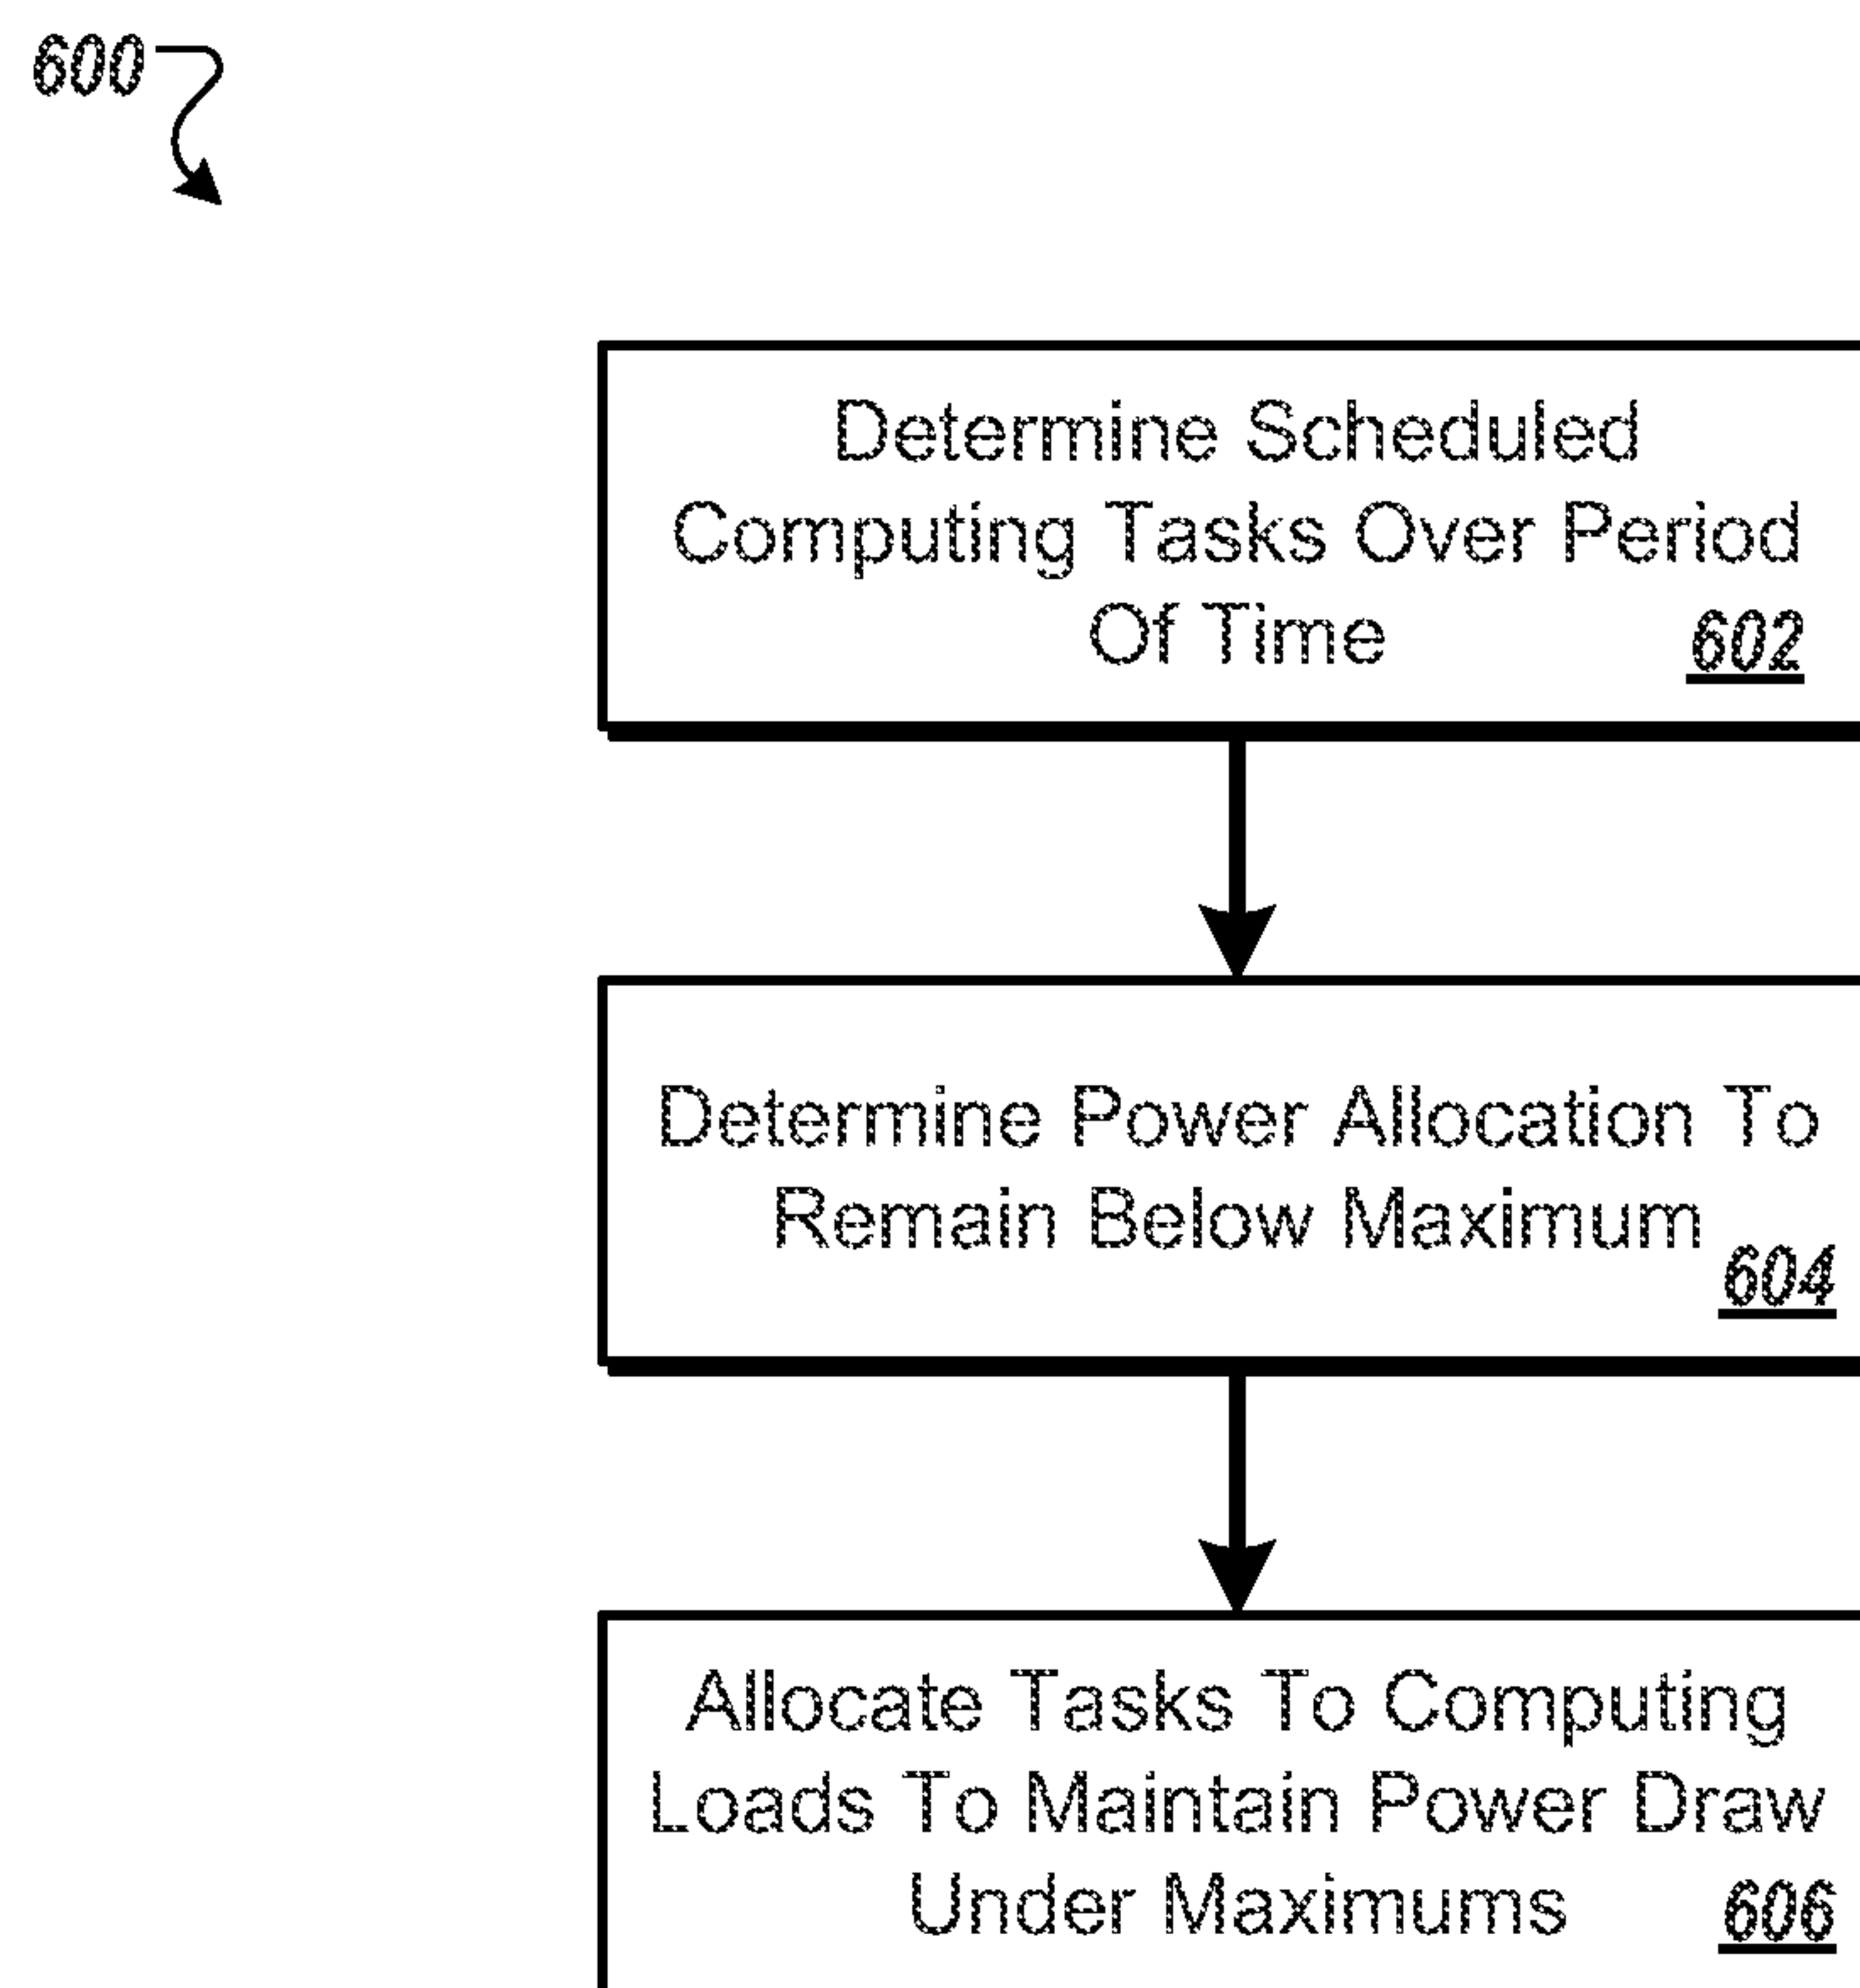 600
Determine Scheduled
Computing Tasks Over Period
Of Time 602
Determine Power Allocation To
Remain Below Maximum
604
Allocate Tasks To Computing
Loads To Maintain Power Draw
Under Maximums 606